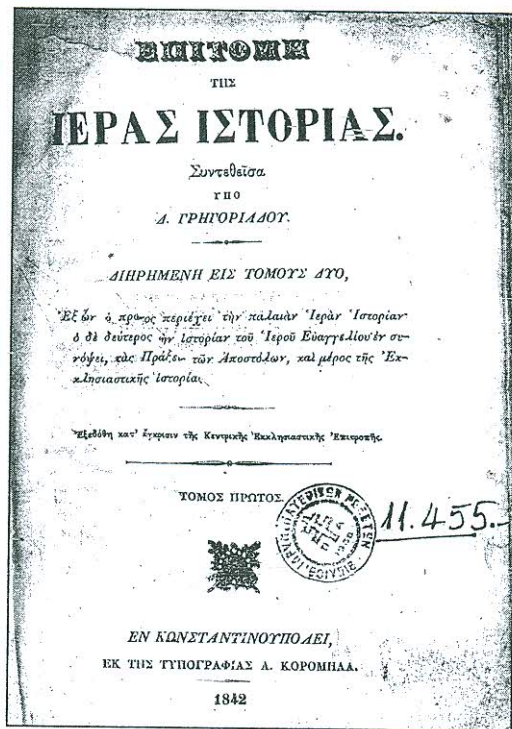 ΕΠΙΤΟΜΗ
ΤΗΣ
ΙΕΡΑΣ ΙΣΤΟΡΙΑΣ.
Συντεθεῖσα
ΥΠΟ
Δ. ΓΡΗΓΟΡΙΑΔΟΥ.
ΔΙΗΡΗΜΕΝΗ ΕΙΣ ΤΟΜΟΥΣ ΔΥΟ,
Ἐξ ὧν ὁ πρῶτος περιέχει τὴν παλαιὰν Ἱερὰν Ἱστορίαν
ὁ δὲ δεύτερος ἱστορίαν τοῦ Ἱεροῦ Εὐαγγελίου ἐν συ-
νόψει, τὰς Πράξεις τῶν Ἀποστόλων, καὶ μέρος τῆς Ἐκ-
κλησιαστικῆς ἱστορίας
Ἐξεδόθη κατ' ἔγκρισιν τῆς Κεντρικῆς Ἐκκλησιαστικῆς Ἐπιτροπῆς.
ΤΟΜΟΣ ΠΡΩΤΟΣ.
11.455.-
ΕΝ ΚΩΝΣΤΑΝΤΙΝΟΥΠΟΛΕΙ,
ΕΚ ΤΗΣ ΤΥΠΟΓΡΑΦΙΑΣ Α. ΚΟΡΟΜΗΛΑ.
1842